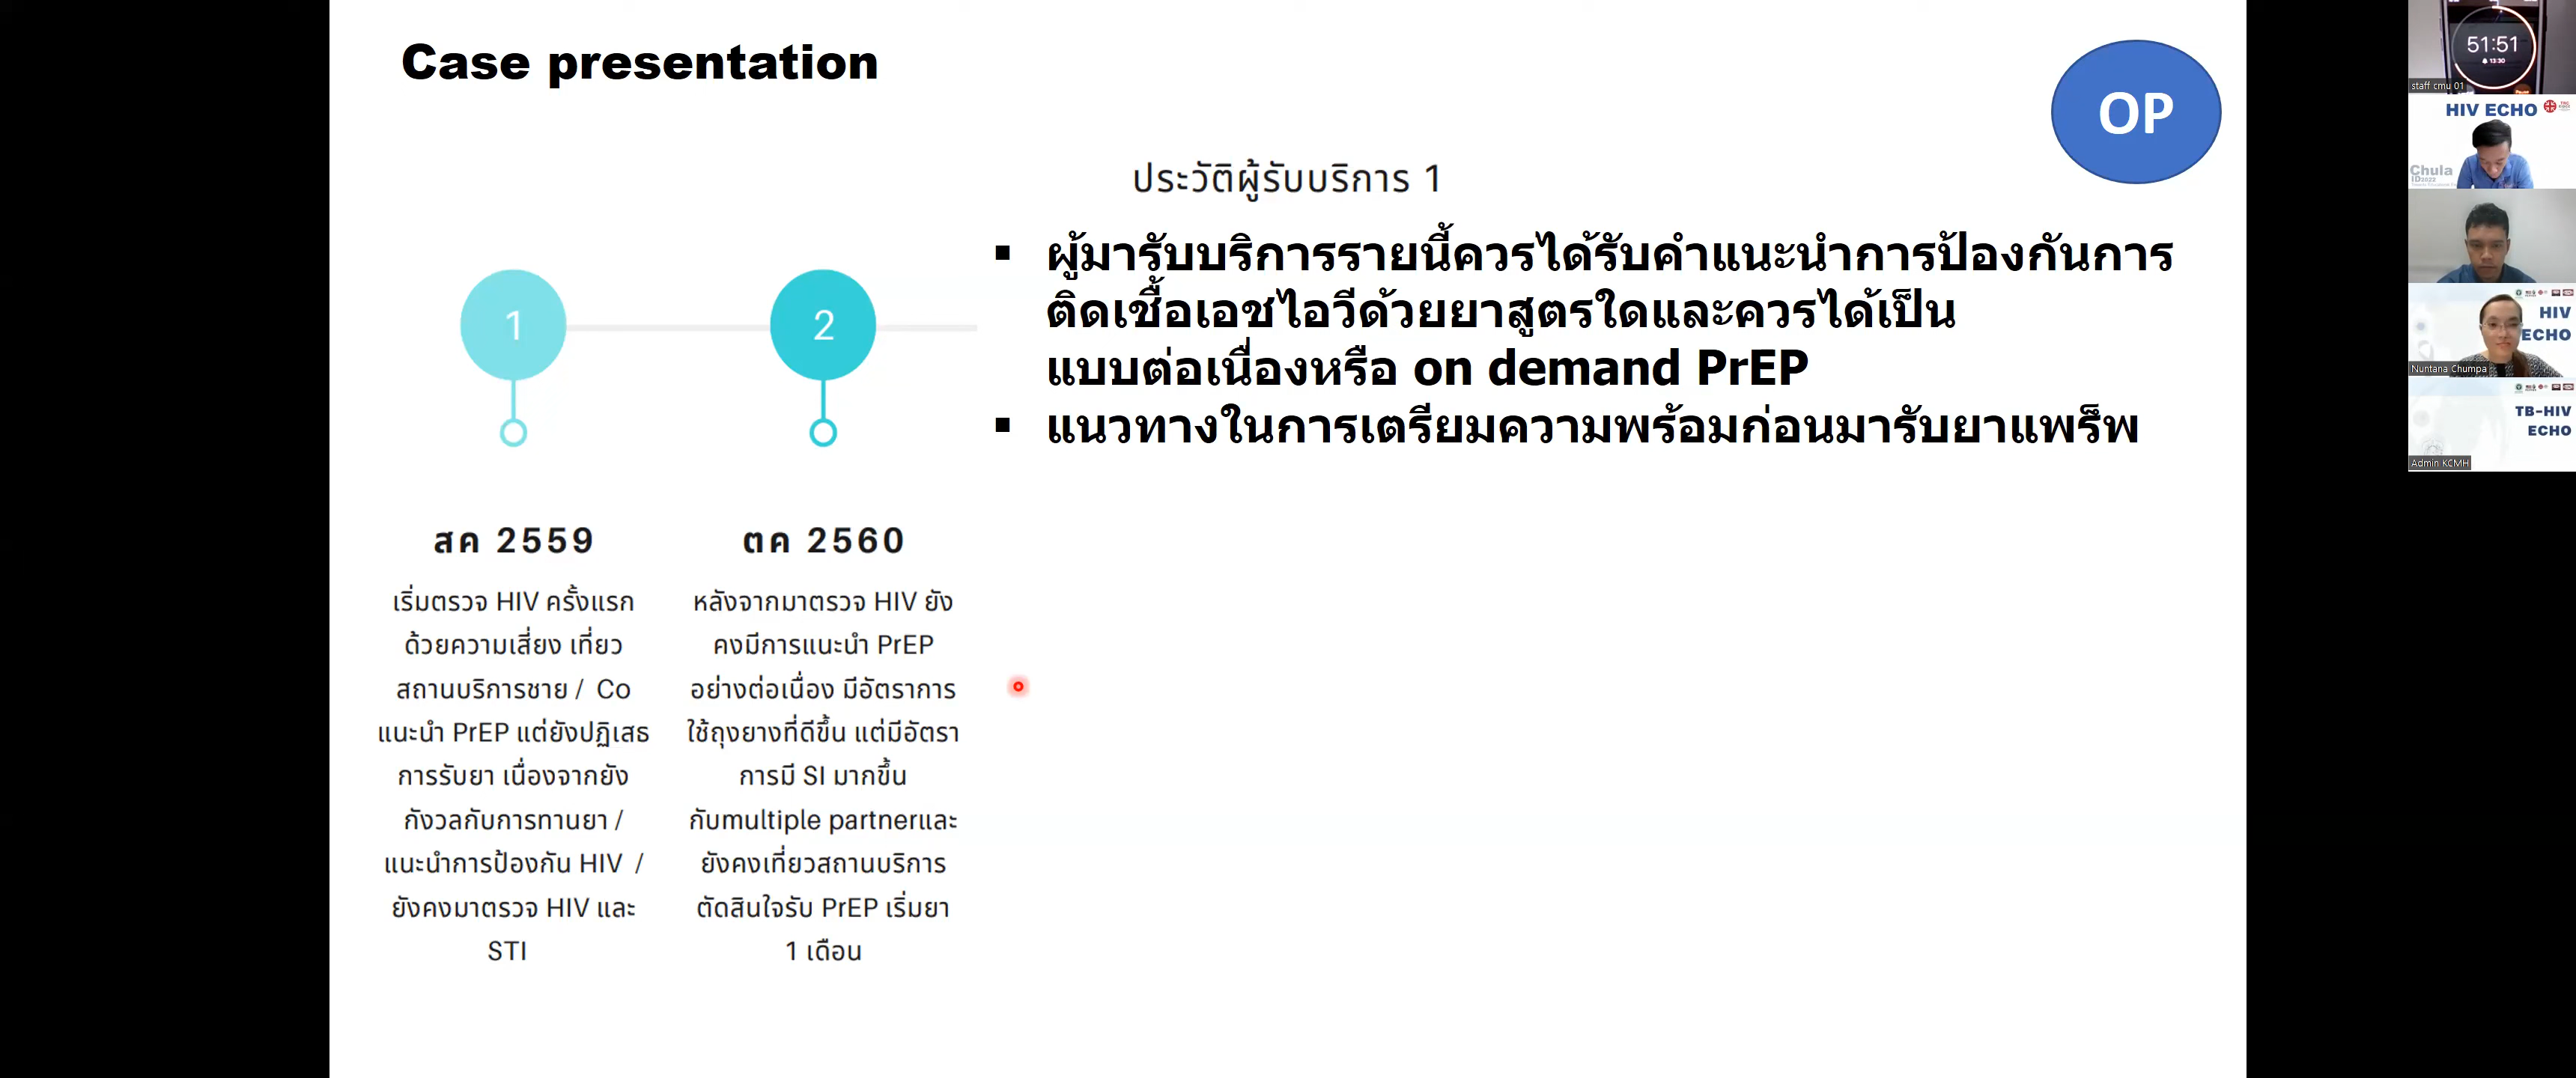 Case presentation
OP
ประวัติผู้รับบริการ 1
▪ ผู้มารับบริการรายนี้ควรได้รับคำแนะนำการป้องกันการ
ติดเชื้อเอชไอวีด้วยยาสูตรใดและควรได้เป็น
แบบต่อเนื่องหรือ on demand PrEP
▪ แนวทางในการเตรียมความพร้อมก่อนมารับยาแพร็พ
1
2
สค 2559
เริ่มตรวจ HIV ครั้งแรก
ด้วยความเสี่ยง เที่ยว
สถานบริการชาย / Co
แนะนำ PrEP แต่ยังปฏิเสธ
การรับยา เนื่องจากยัง
กังวลกับการทานยา /
แนะนำการป้องกัน HIV /
ยังคงมาตรวจ HIV และ
STI
ตค 2560
หลังจากมาตรวจ HIV ยัง
คงมีการแนะนำ PrEP
อย่างต่อเนื่อง มีอัตราการ
ใช้ถุงยางที่ดีขึ้น แต่มีอัตรา
การมี SI มากขึ้น
กับmultiple partnerและ
ยังคงเที่ยวสถานบริการ
ตัดสินใจรับ PrEP เริ่มยา
1 เดือน
51:51
13:30
staff cmu 01
HIV ECHO
Chula
ID2022
HIV
ECHO
Nuntana Chumpa
TB-HIV
ECHO
Admin KCMH